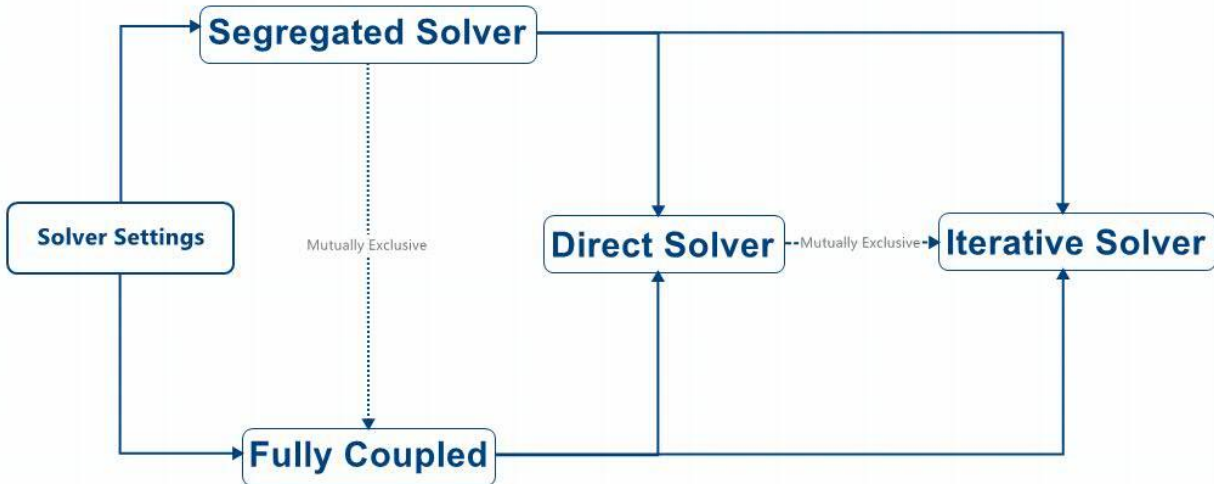 Segregated Solver
Solver Settings
Mutually Exclusive
Direct Solver
Mutually Exclusive
Iterative Solver
Fully Coupled